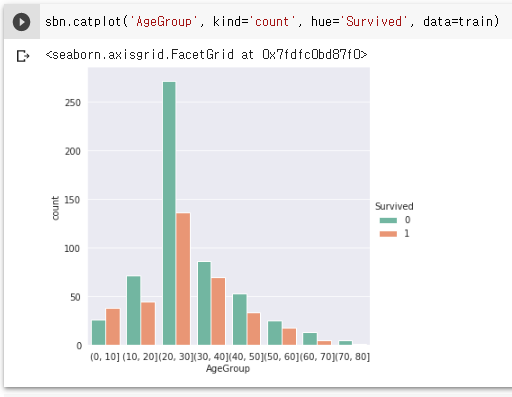 sbn.catplot('AgeGroup', kind='count', hue='Survived', data=train)
<seaborn.axisgrid.FacetGrid at 0x7fdfc0bd87f0>
250
200
150
100
50
0
count
(0, 10] (10, 20] (20, 30] (30, 40] (40, 50] (50, 60] (60, 70] (70, 80]
AgeGroup
Survived
0
1